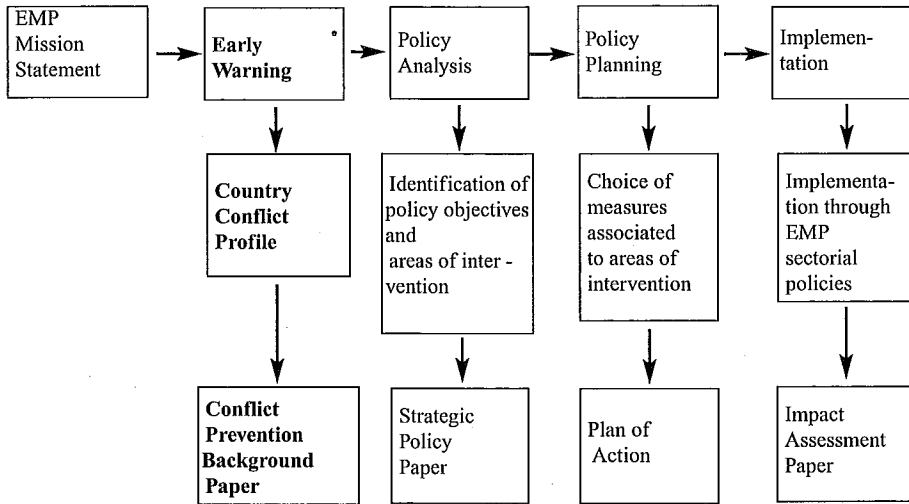 EMP
Mission
Statement
Early
Warning
Policy
Analysis
Policy
Planning
Implemen-
tation
Country
Conflict
Profile
Identification of
policy objectives
and
areas of inter -
vention
Choice of
measures
associated
to areas of
intervention
Implementa-
tion through
EMP
sectorial
policies
Conflict
Prevention
Background
Paper
Strategic
Policy
Paper
Plan of
Action
Impact
Assessment
Paper